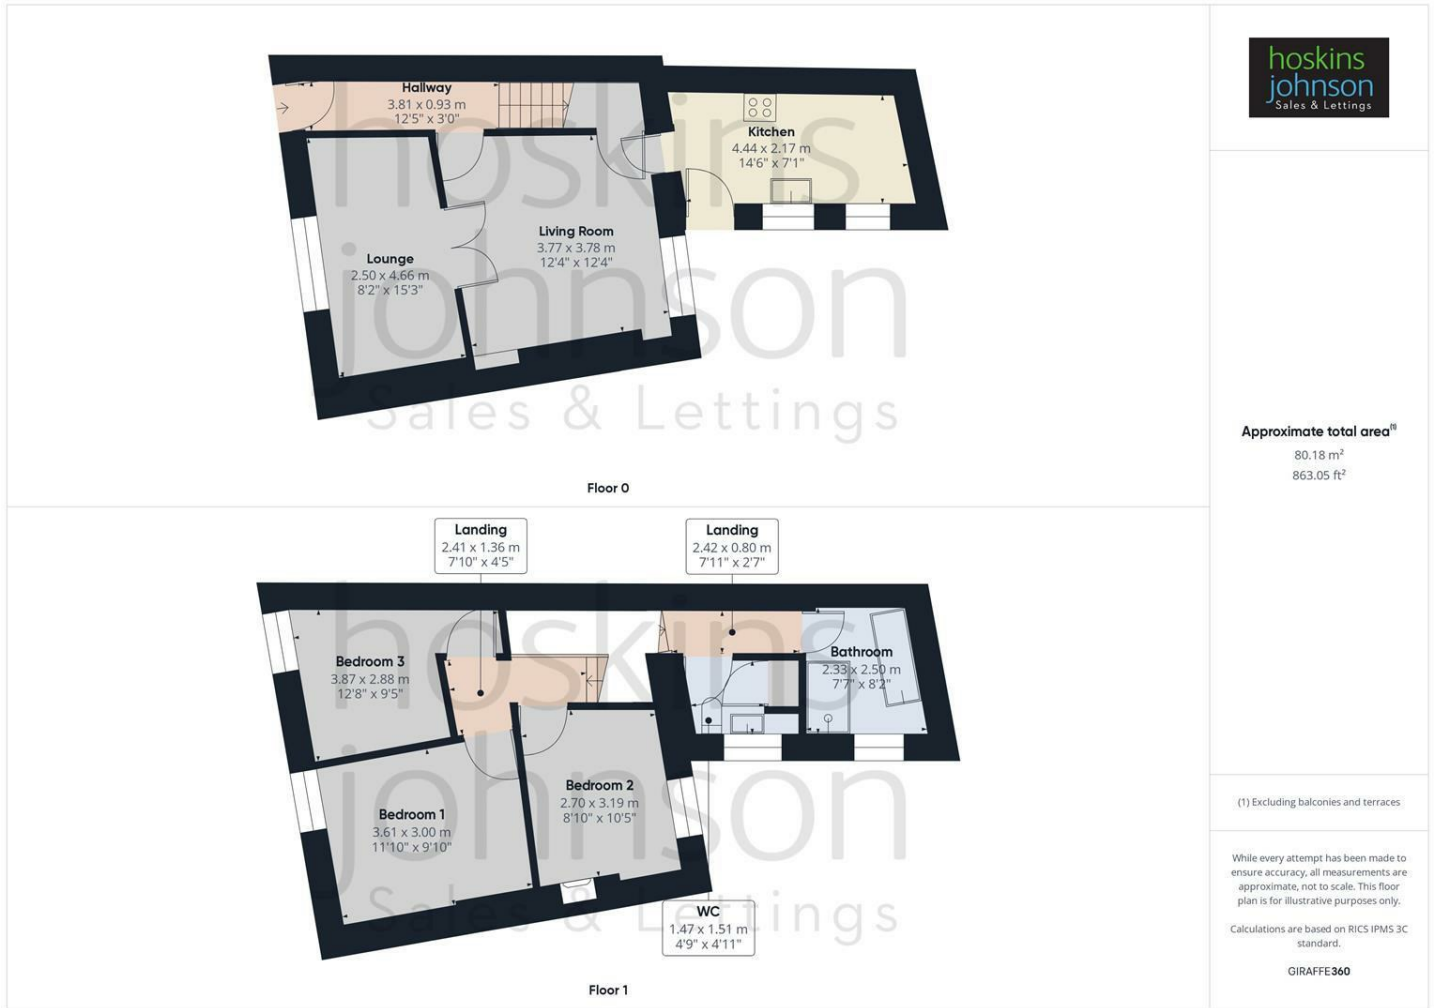 Hallway
3.81 x 0.93 m
12'5" x 3'0"
Kitchen
4.44 x 2.17 m
14'6" x 7'1"
Living Room
3.77 x 3.78 m
12'4" x 12'4"
Lounge
2.50 x 4.66 m
8'2" x 15'3"
hoskins
johnson
Sales & Lettings
Floor 0
Landing
2.41 x 1.36 m
7'10" x 4'5"
Landing
2.42 x 0.80 m
7'11" x 2'7"
Bedroom 3
3.87 x 2.88 m
12'8" x 9'5"
Bathroom
2.33 x 2.50 m
7'7" x 8'2"
Bedroom 2
2.70 x 3.19 m
8'10" x 10'5"
Bedroom 1
3.61 x 3.00 m
11'10" x 9'10"
WC
1.47 x 1.51 m
4'9" x 4'11"
hoskins
johnson
Sales & Lettings
Floor 1
hoskins
johnson
Sales & Lettings
Approximate total area(1)
80.18 m²
863.05 ft²
(1) Excluding balconies and terraces
While every attempt has been made to
ensure accuracy, all measurements are
approximate, not to scale. This floor
plan is for illustrative purposes only.
Calculations are based on RICS IPMS 3C
standard.
GIRAFFE360